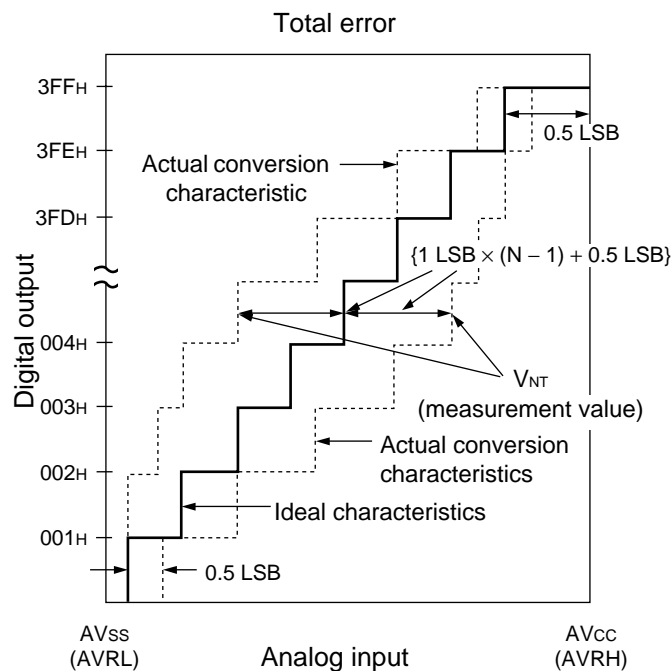 Total error
3FFH
0.5 LSB
3FEH
Actual conversion
characteristic
3FDH
{1 LSB × (N − 1) + 0.5 LSB}
Digital output
004H
VNT
(measurement value)
003H
Actual conversion
characteristics
002H
Ideal characteristics
001H
0.5 LSB
AVSS
(AVRL)
Analog input
AVCC
(AVRH)